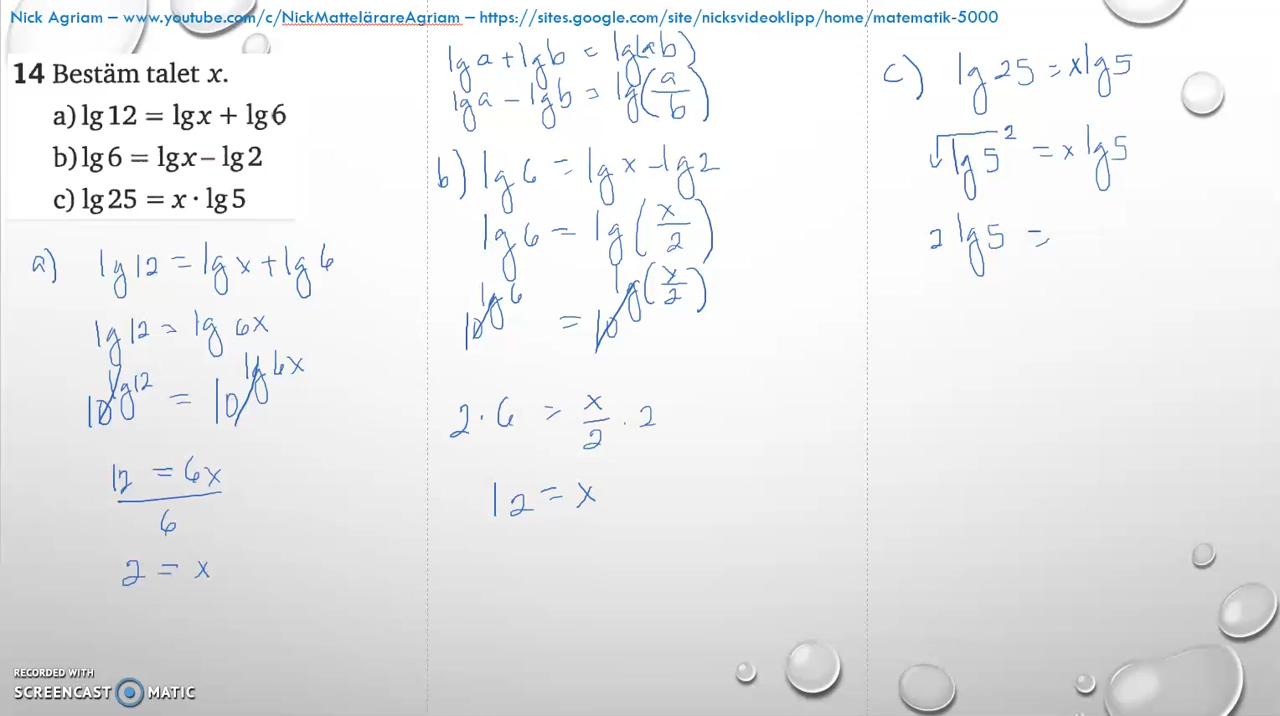 Nick Agriam – www.youtube.com/c/NickMattelärareAgriam – https://sites.google.com/site/nicksvideoklipp/home/matematik-5000
14 Bestäm talet x.
a) lg 12 = lg x + lg 6
b) lg 6 = lg x – lg 2
c) lg 25 = x · lg 5
a) lg 12 = lg x + lg 6
lg 12 = lg 6x
10^lg 12 = 10^lg 6x
12 = 6x
6
2 = x
lg a + lg b = lg(ab)
lg a - lg b = lg(a/b)
b) lg 6 = lg x - lg 2
lg 6 = lg(x/2)
10^lg 6 = 10^lg(x/2)
2 · 6 = x/2 · 2
12 = x
c) lg 25 = x lg 5
lg 5^2 = x lg 5
2 lg 5 =
RECORDED WITH
SCREENCAST MATIC